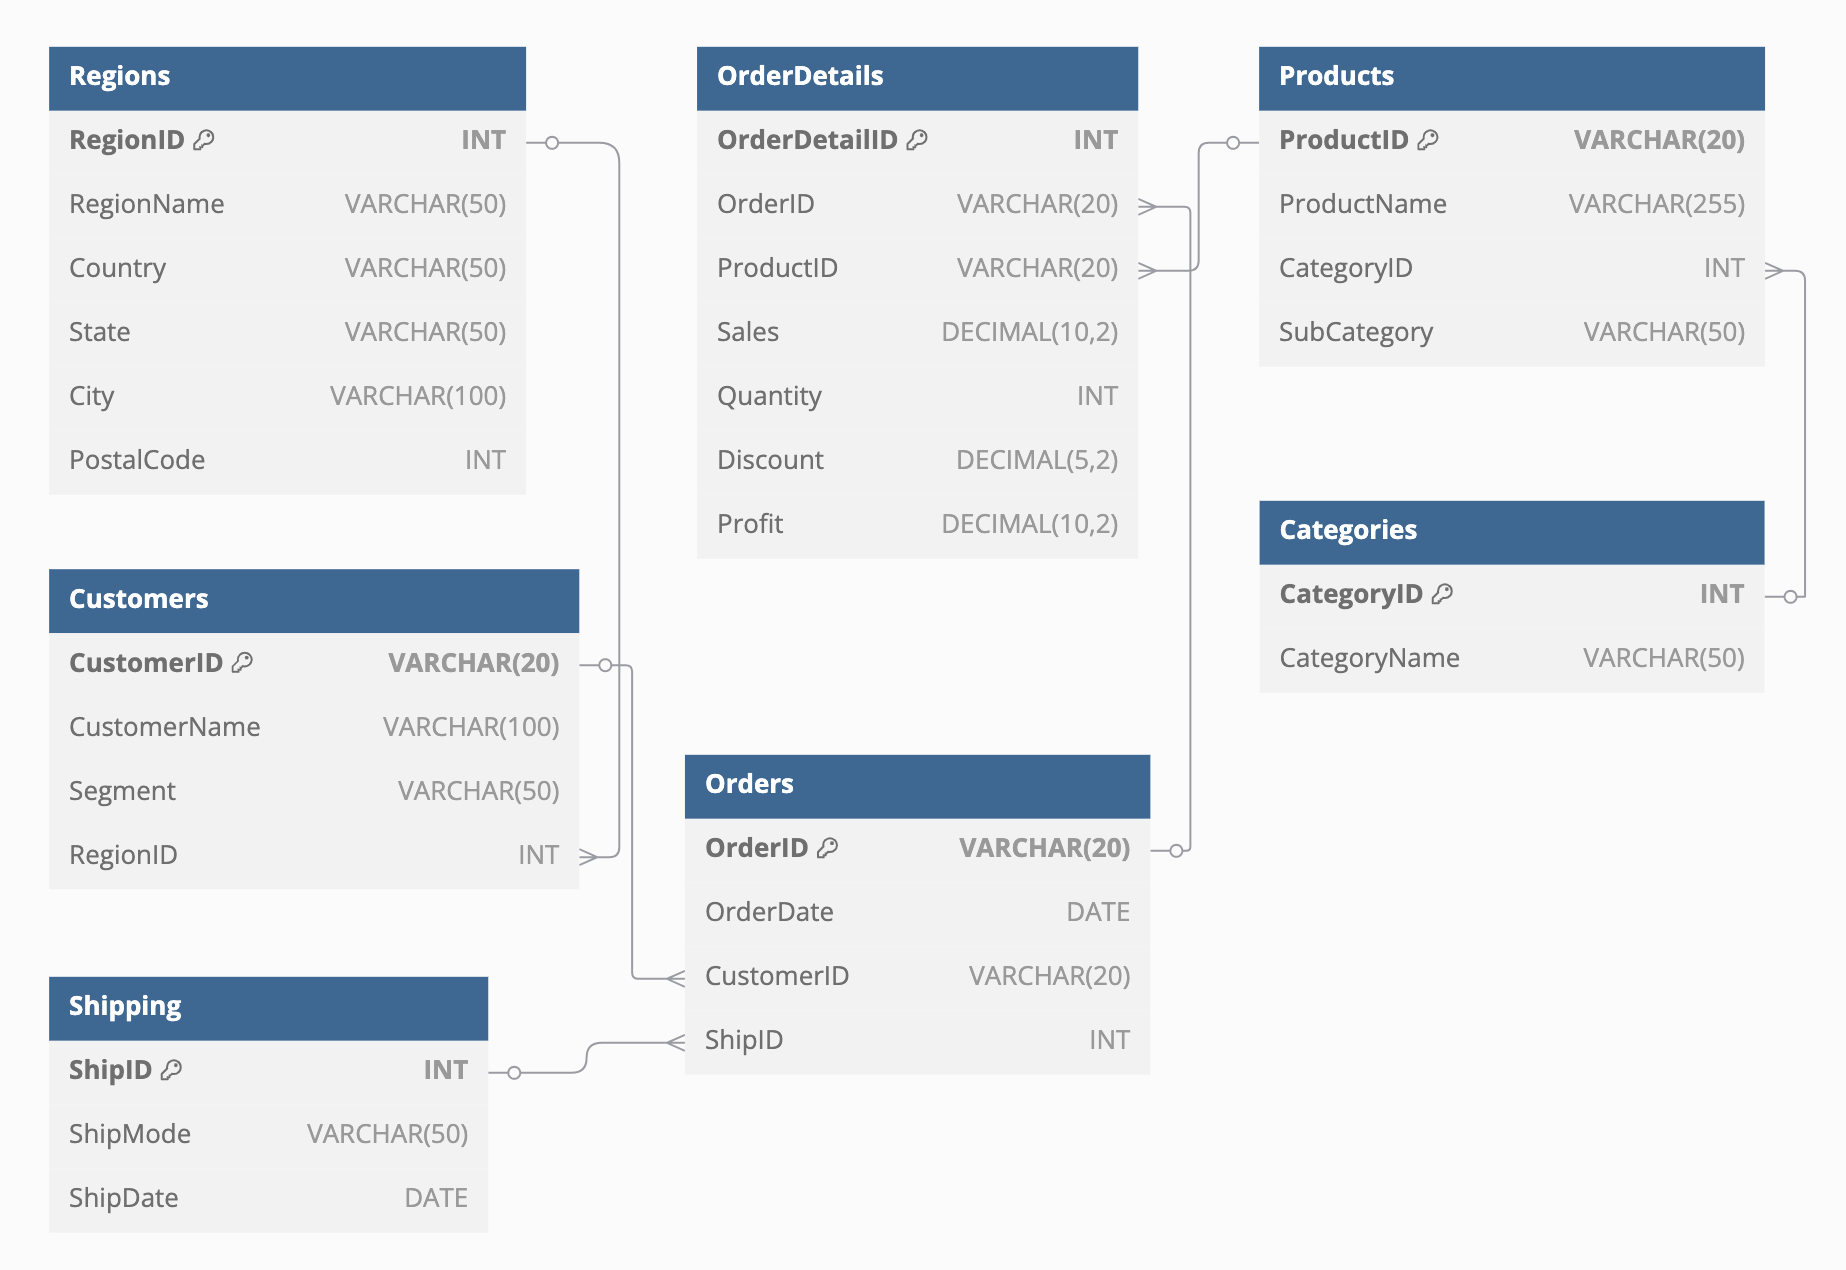 Regions
RegionID INT
RegionName VARCHAR(50)
Country VARCHAR(50)
State VARCHAR(50)
City VARCHAR(100)
PostalCode INT
Customers
CustomerID VARCHAR(20)
CustomerName VARCHAR(100)
Segment VARCHAR(50)
RegionID INT
Shipping
ShipID INT
ShipMode VARCHAR(50)
ShipDate DATE
OrderDetails
OrderDetailID INT
OrderID VARCHAR(20)
ProductID VARCHAR(20)
Sales DECIMAL(10,2)
Quantity INT
Discount DECIMAL(5,2)
Profit DECIMAL(10,2)
Orders
OrderID VARCHAR(20)
OrderDate DATE
CustomerID VARCHAR(20)
ShipID INT
Products
ProductID VARCHAR(20)
ProductName VARCHAR(255)
CategoryID INT
SubCategory VARCHAR(50)
Categories
CategoryID INT
CategoryName VARCHAR(50)